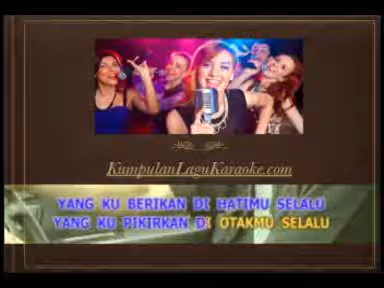 KumpulanLaguKaraoke.com
YANG KU BERIKAN DI HATIMU SELALU
YANG KU PIKIRKAN DI OTAKMU SELALU